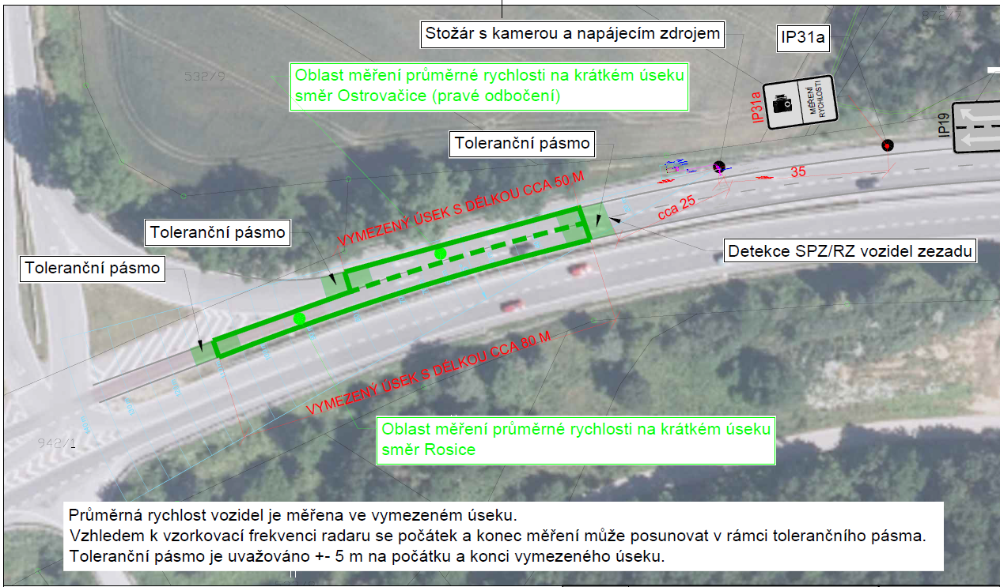 872/7
Stožár s kamerou a napájecím zdrojem
IP31a
532/9
Oblast měření průměrné rychlosti na krátkém úseku
směr Ostrovačice (pravé odbočení)
IP31a
MĚŘENÍ
RYCHLOSTI
IP19
Toleranční pásmo
35
VYMEZENÝ ÚSEK S DÉLKOU CCA 50 M
cca 25
Toleranční pásmo
Detekce SPZ/RZ vozidel zezadu
Toleranční pásmo
VYMEZENÝ ÚSEK S DÉLKOU CCA 80 M
Oblast měření průměrné rychlosti na krátkém úseku
směr Rosice
942/1
Průměrná rychlost vozidel je měřena ve vymezeném úseku.
Vzhledem k vzorkovací frekvenci radaru se počátek a konec měření může posunovat v rámci tolerančního pásma.
Toleranční pásmo je uvažováno +- 5 m na počátku a konci vymezeného úseku.